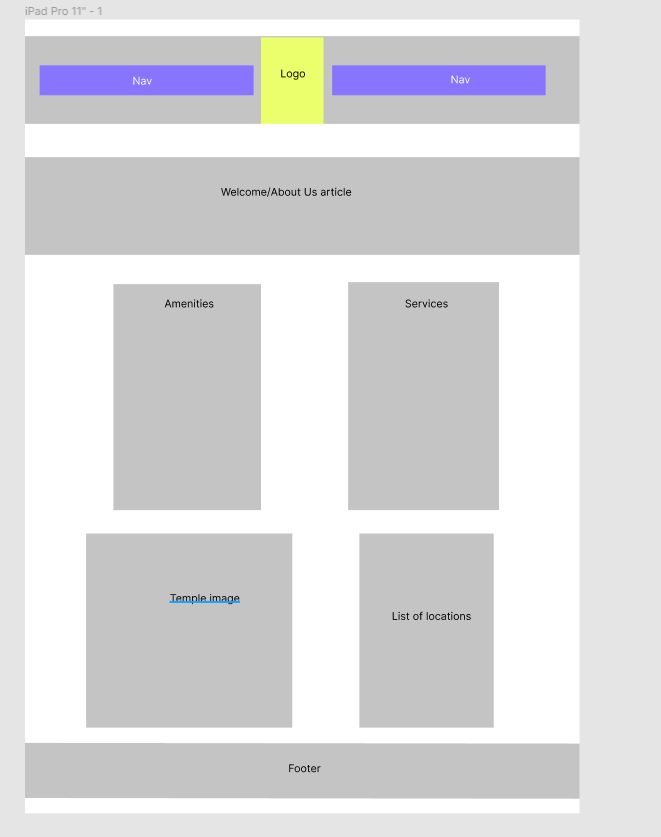 iPad Pro 11" - 1
Nav
Logo
Nav
Welcome/About Us article
Amenities
Services
Temple image
List of locations
Footer